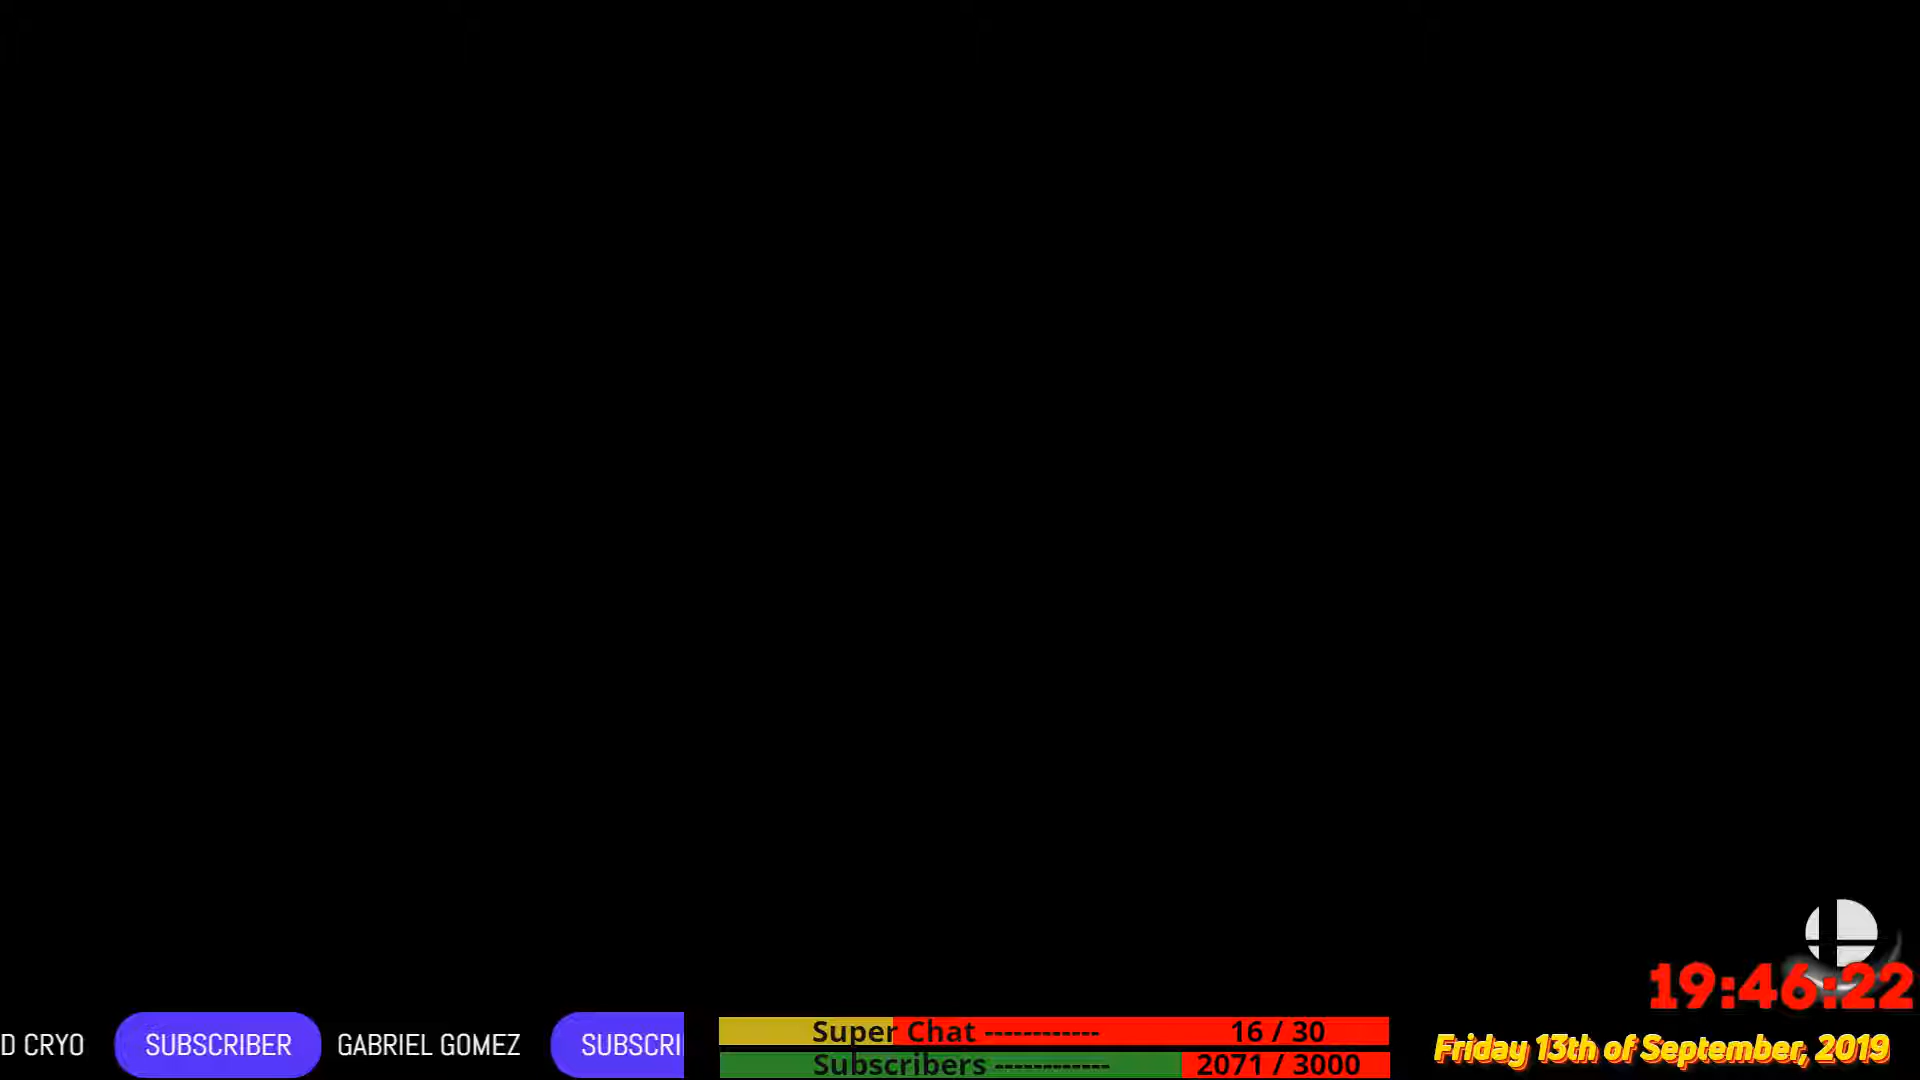 19:46:22
D CRYO SUBSCRIBER GABRIEL GOMEZ SUBSCRI
Super Chat ------------ 16 / 30
Subscribers ------------ 2071 / 3000
Friday 13th of September, 2019